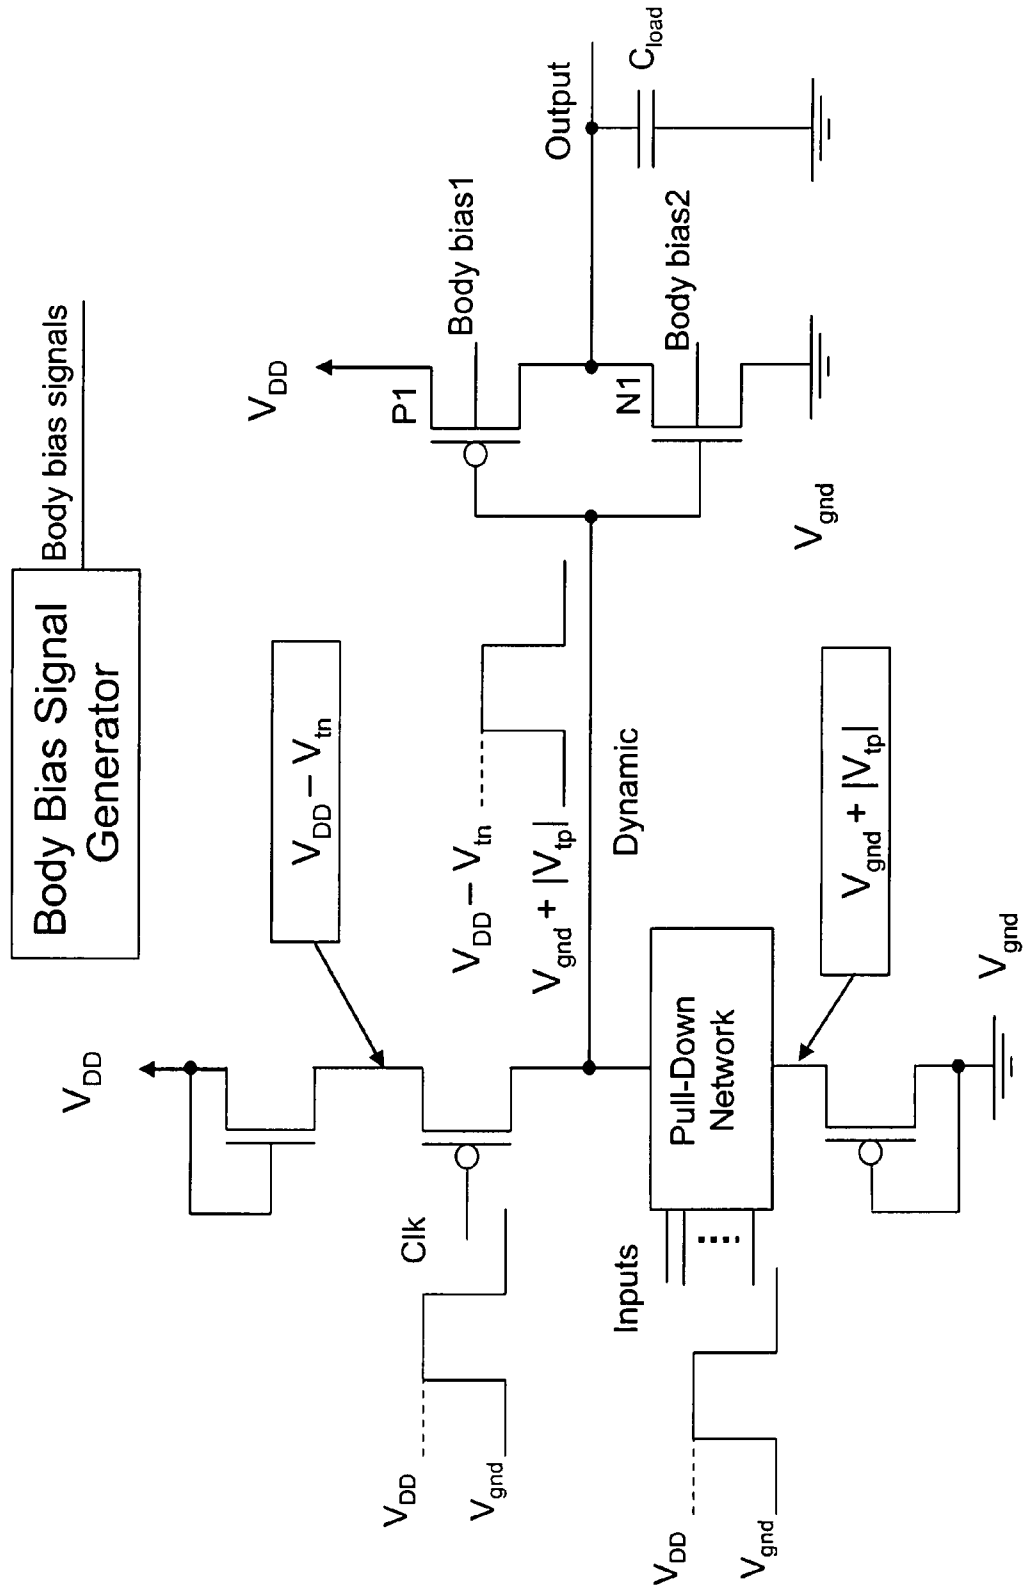 Body Bias Signal
Generator
Body bias signals
V_DD
V_DD – V_tn
V_DD
P1
Body bias1
Output
C_load
Clk
V_DD
V_gnd
V_DD – V_tn
V_gnd + |V_tp|
Dynamic
N1
Body bias2
V_gnd
Inputs
Pull-Down
Network
V_DD
V_gnd
V_gnd + |V_tp|
V_gnd